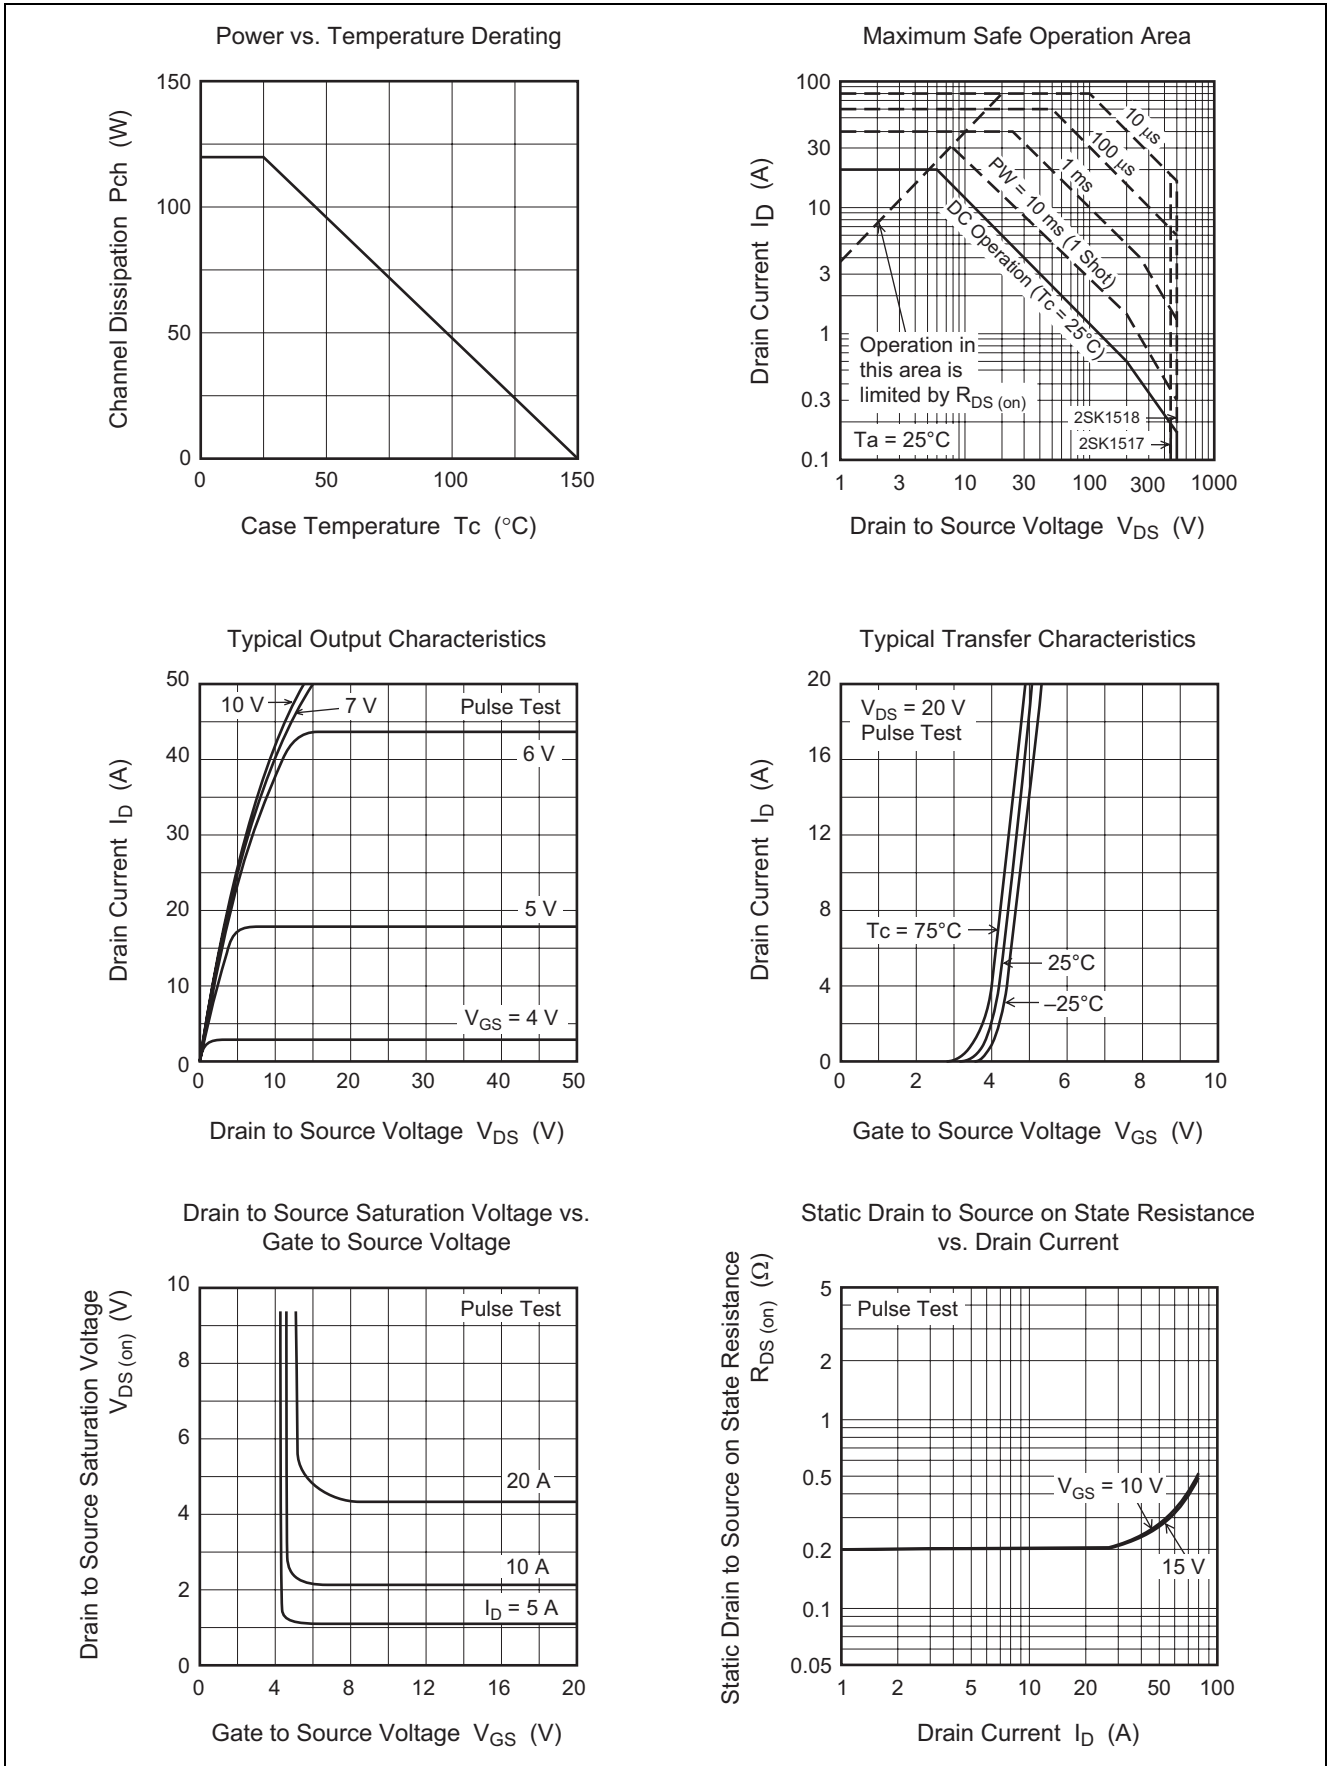 Power vs. Temperature Derating
Channel Dissipation Pch (W)
150
100
50
0
0 50 100 150
Case Temperature Tc (°C)
Maximum Safe Operation Area
Drain Current ID (A)
100
30
10
3
1
0.3
0.1
10 µs
100 µs
1 ms
PW = 10 ms (1 Shot)
DC Operation (Tc = 25°C)
Operation in
this area is
limited by RDS (on)
Ta = 25°C
2SK1518
2SK1517
1 3 10 30 100 300 1000
Drain to Source Voltage VDS (V)
Typical Output Characteristics
Drain Current ID (A)
50
40
30
20
10
0
10 V
7 V
Pulse Test
6 V
5 V
VGS = 4 V
0 10 20 30 40 50
Drain to Source Voltage VDS (V)
Typical Transfer Characteristics
Drain Current ID (A)
20
16
12
8
4
0
VDS = 20 V
Pulse Test
Tc = 75°C
25°C
–25°C
0 2 4 6 8 10
Gate to Source Voltage VGS (V)
Drain to Source Saturation Voltage vs.
Gate to Source Voltage
Drain to Source Saturation Voltage
VDS (on) (V)
10
8
6
4
2
0
Pulse Test
20 A
10 A
ID = 5 A
0 4 8 12 16 20
Gate to Source Voltage VGS (V)
Static Drain to Source on State Resistance
vs. Drain Current
Static Drain to Source on State Resistance
RDS (on) (Ω)
5
2
1
0.5
0.2
0.1
0.05
Pulse Test
VGS = 10 V
15 V
1 2 5 10 20 50 100
Drain Current ID (A)